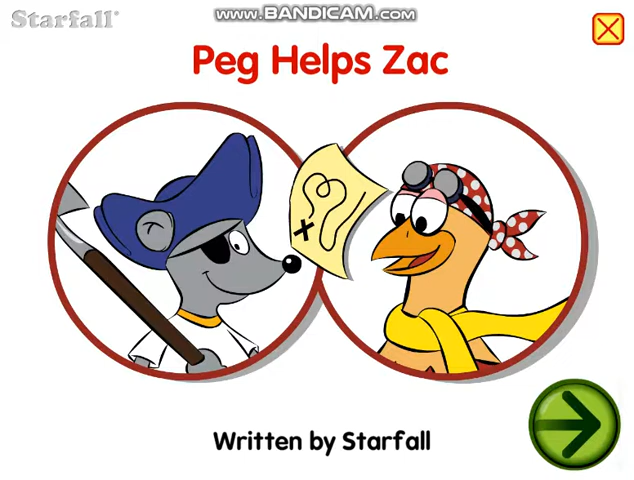 Starfall®
www.BANDICAM.com
Peg Helps Zac
Written by Starfall